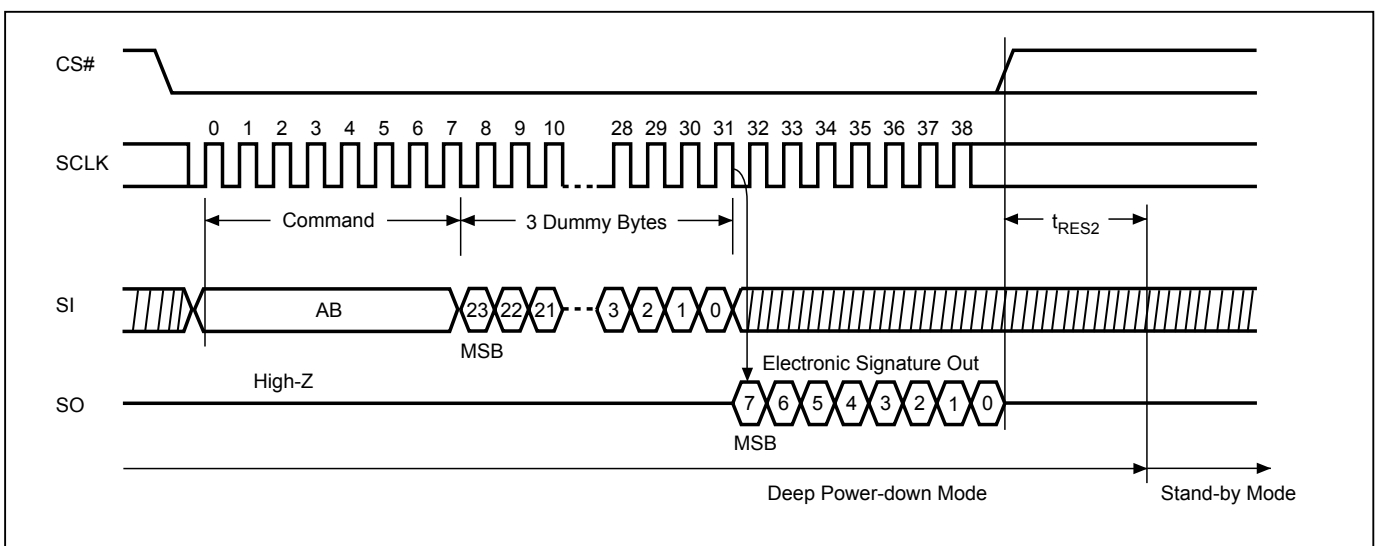 CS#
0 1 2 3 4 5 6 7 8 9 10 28 29 30 31 32 33 34 35 36 37 38
SCLK
Command 3 Dummy Bytes tRES2
SI AB 23 22 21 3 2 1 0
MSB
Electronic Signature Out
High-Z
SO 7 6 5 4 3 2 1 0
MSB
Deep Power-down Mode Stand-by Mode